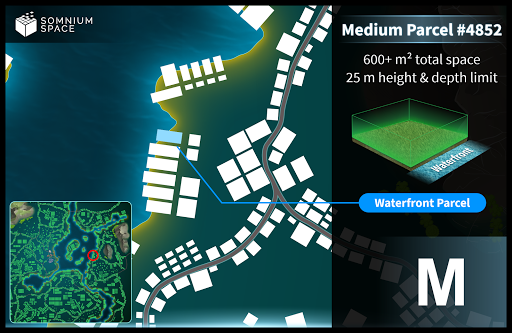 SOMNIUM
SPACE
Medium Parcel #4852
600+ m² total space
25 m height & depth limit
Waterfront
Waterfront Parcel
M